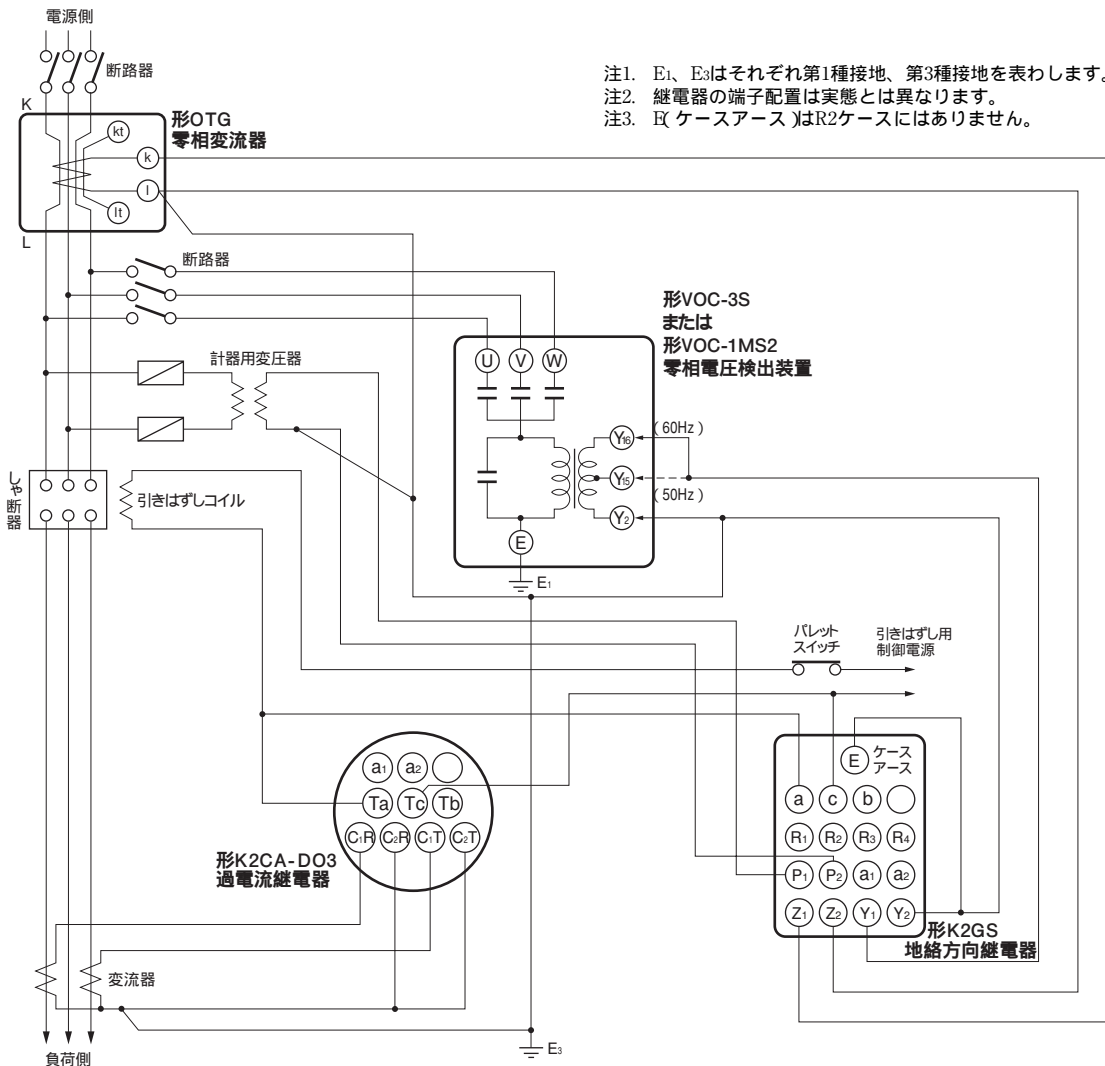 電源側
断路器
注1. E1、E3はそれぞれ第1種接地、第3種接地を表わします。
注2. 継電器の端子配置は実態とは異なります。
注3. E(ケースアース)はR2ケースにはありません。
K
形OTG
零相変流器
kt
k
l
lt
L
断路器
形VOC-3S
または
形VOC-1MS2
零相電圧検出装置
U
V
W
計器用変圧器
Y16
(60Hz)
Y15
(50Hz)
Y2
しゃ断器
引きはずしコイル
E
E1
パレット
スイッチ
引きはずし用
制御電源
E
ケース
アース
a1
a2
Ta
Tc
Tb
C1R
C2R
C1T
C2T
形K2CA-DO3
過電流継電器
a
c
b
R1
R2
R3
R4
P1
P2
a1
a2
Z1
Z2
Y1
Y2
形K2GS
地絡方向継電器
変流器
E3
負荷側